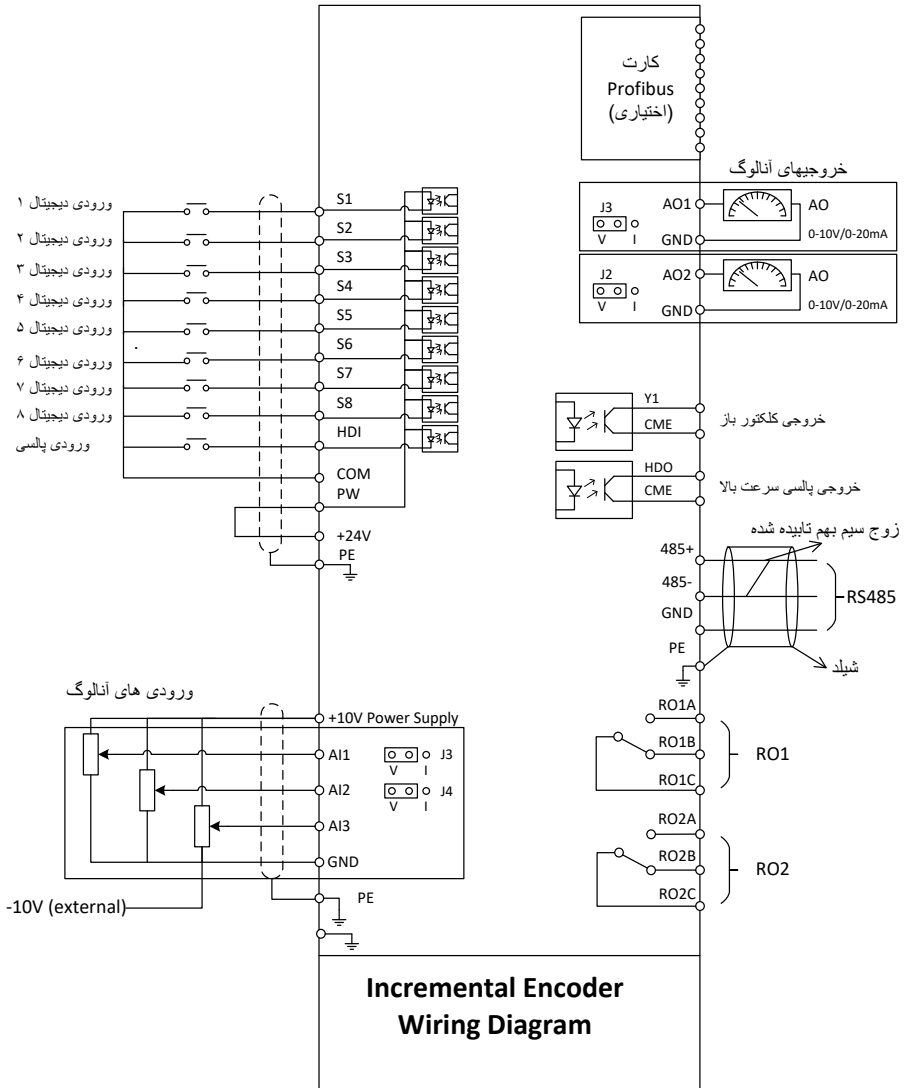 کارت
Profibus
(اختیاری)
خروجیهای آنالوگ
J3
V I
AO1
GND
AO
0-10V/0-20mA
J2
V I
AO2
GND
AO
0-10V/0-20mA
ورودی دیجیتال ۱
S1
ورودی دیجیتال ۲
S2
ورودی دیجیتال ۳
S3
ورودی دیجیتال ۴
S4
ورودی دیجیتال ۵
S5
ورودی دیجیتال ۶
S6
ورودی دیجیتال ۷
S7
ورودی دیجیتال ۸
S8
ورودی پالسی
HDI
COM
PW
+24V
PE
Y1
CME
خروجی کلکتور باز
HDO
CME
خروجی پالسی سرعت بالا
زوج سیم بهم تابیده شده
485+
485-
GND
PE
RS485
شیلد
ورودی های آنالوگ
+10V Power Supply
AI1
J3
V I
AI2
J4
V I
AI3
GND
PE
-10V (external)
RO1A
RO1B
RO1C
RO1
RO2A
RO2B
RO2C
RO2
Incremental Encoder
Wiring Diagram